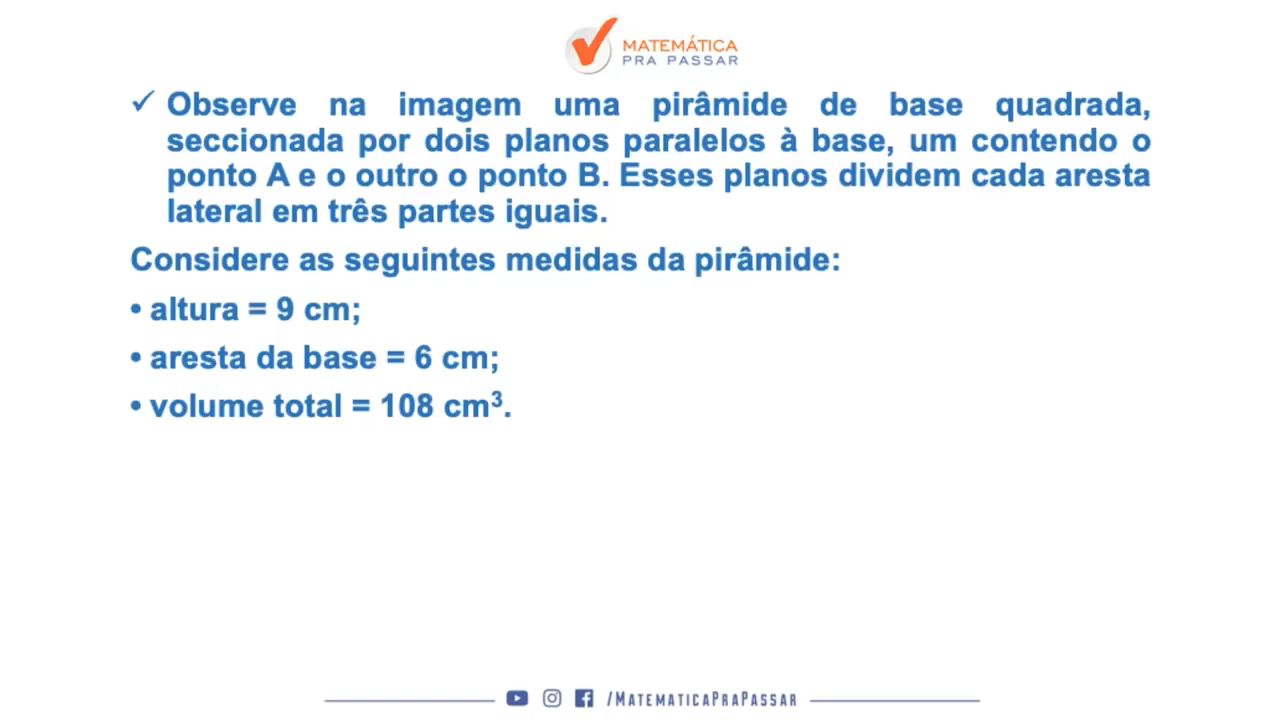 MATEMÁTICA
PRA PASSAR
✓ Observe na imagem uma pirâmide de base quadrada,
seccionada por dois planos paralelos à base, um contendo o
ponto A e o outro o ponto B. Esses planos dividem cada aresta
lateral em três partes iguais.
Considere as seguintes medidas da pirâmide:
• altura = 9 cm;
• aresta da base = 6 cm;
• volume total = 108 cm³.
/MATEMATICAPRAPASSAR